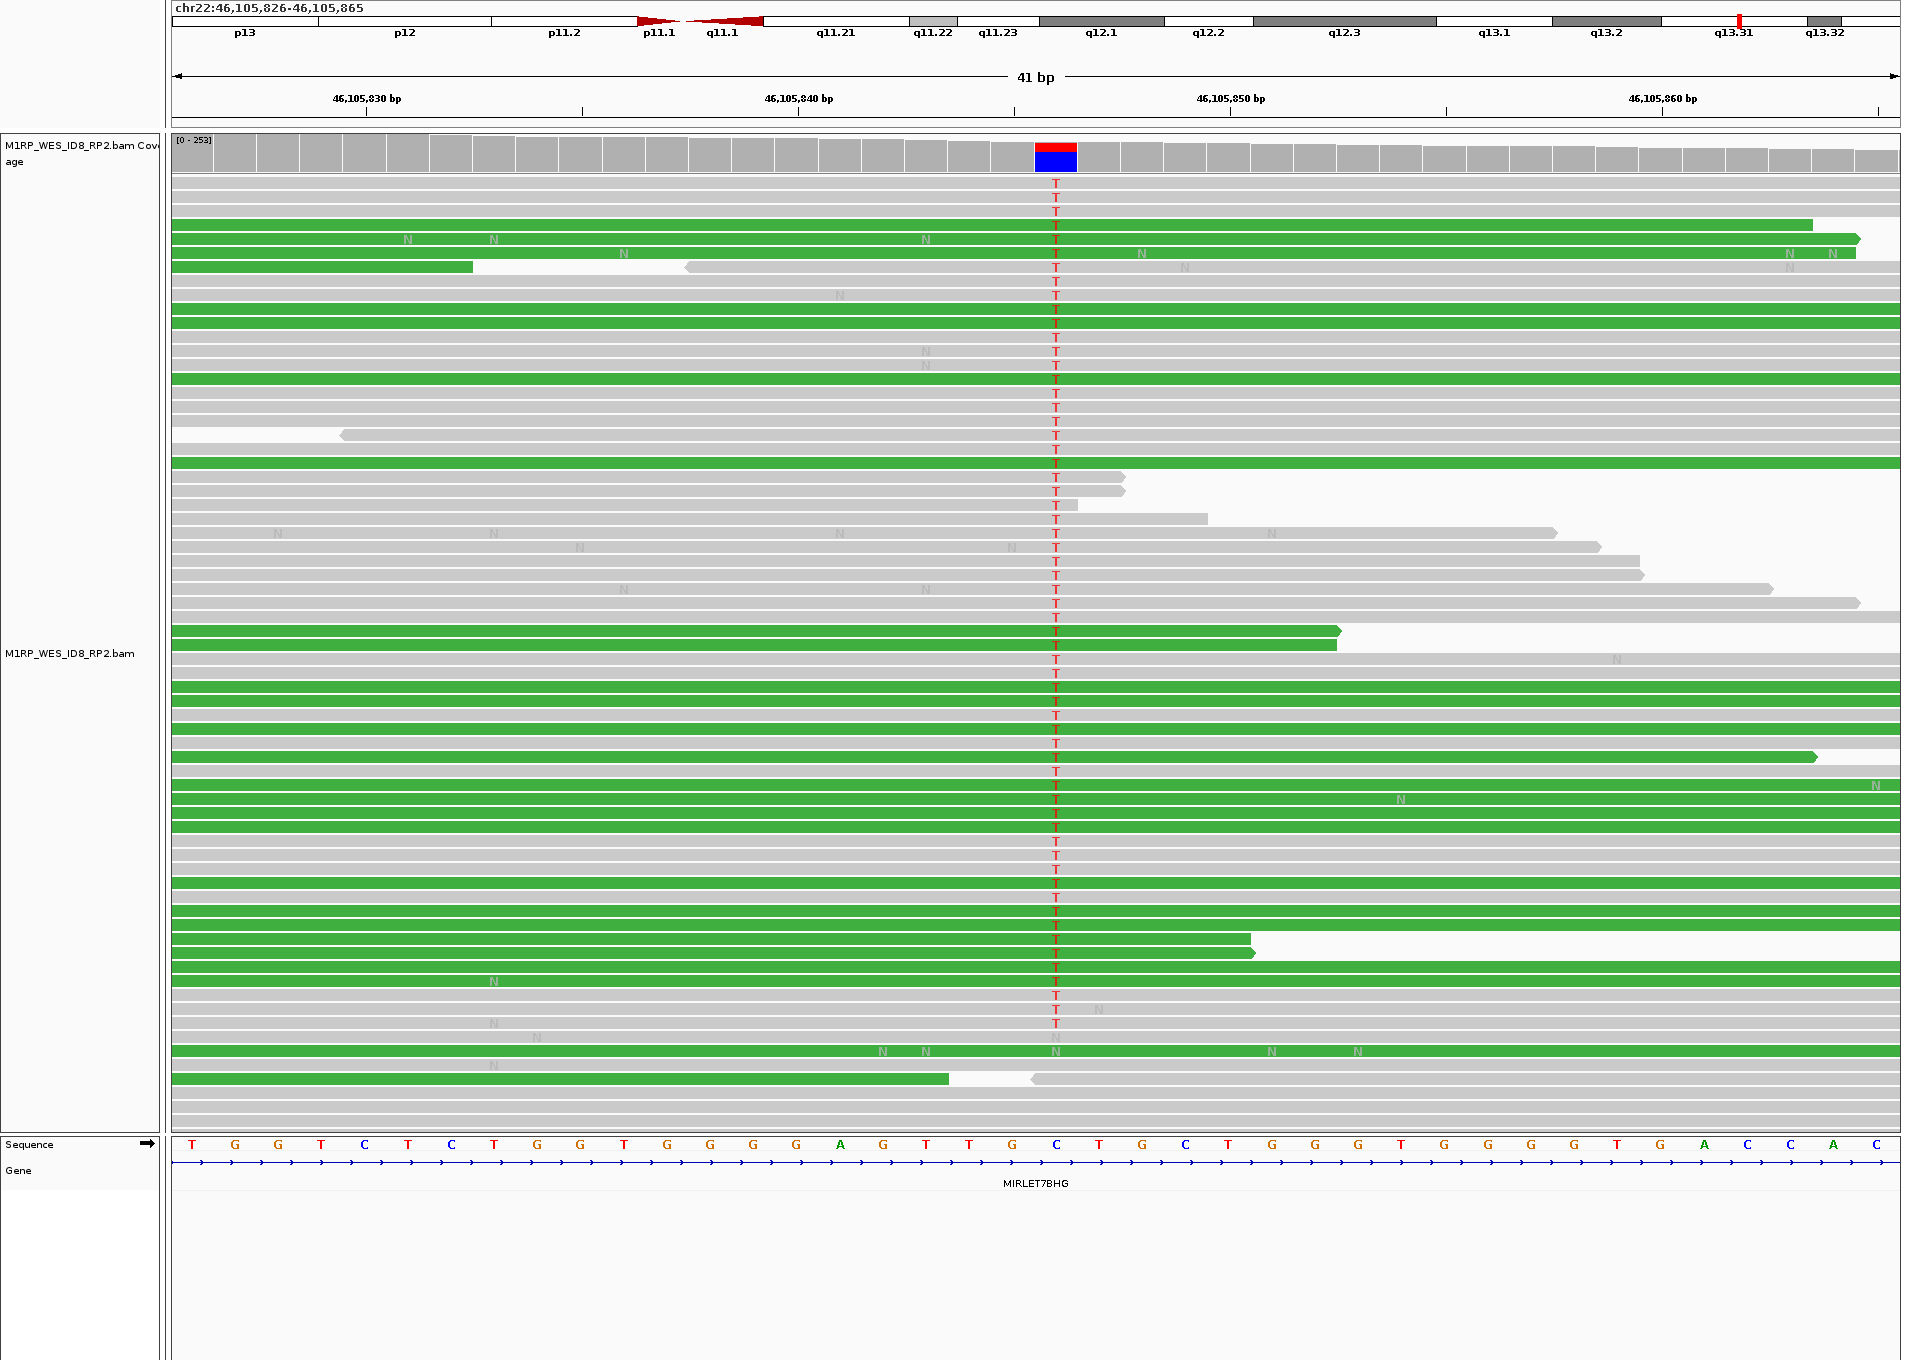 chr22:46,105,826-46,105,865
p13 p12 p11.2 p11.1 q11.1 q11.21 q11.22 q11.23 q12.1 q12.2 q12.3 q13.1 q13.2 q13.31 q13.32
41 bp
46,105,830 bp 46,105,840 bp 46,105,850 bp 46,105,860 bp
M1RP_WES_ID8_RP2.bam Cov
age
[0 - 253]
T
T
T
T
N N N T
N T N N N
T N N
T
N T
T
T
T
N T
N T
T
T
T
T
T
T
T
T
T
T
T
N N N T N
N N T
T
T
N N T
T
T
T
T
M1RP_WES_ID8_RP2.bam
T N
T
T
T
T
T
T
T
T
T N
T N
T
T
T
T
T
T
T
T
T
T
T
T
N T
T
T N
N T
N N
N N N N N
N
Sequence
T G G T C T C T G G T G G G G A G T T G C T G C T G G G T G G G G T G A C C A C
Gene
MIRLET7BHG